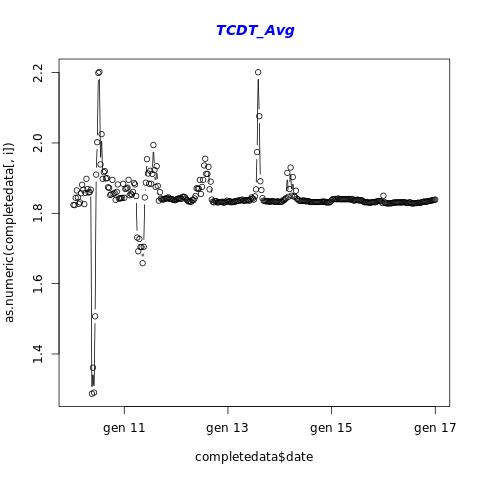 TCDT_Avg
as.numeric(completedata[, i])
2.2
2.0
1.8
1.6
1.4
gen 11
gen 13
gen 15
gen 17
completedata$date